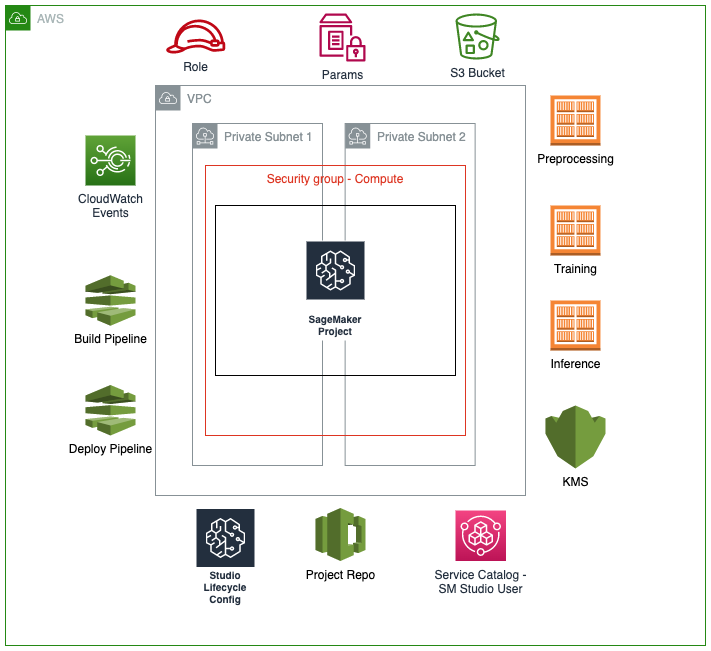 AWS
Role
Params
S3 Bucket
VPC
Private Subnet 1
Private Subnet 2
Security group - Compute
CloudWatch
Events
Preprocessing
SageMaker
Project
Training
Build Pipeline
Inference
Deploy Pipeline
KMS
Studio
Lifecycle
Config
Project Repo
Service Catalog -
SM Studio User